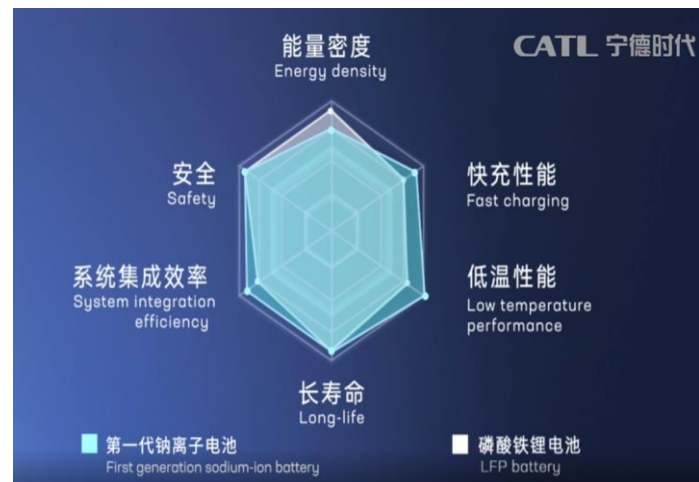 能量密度
Energy density
CATL 宁德时代
安全
Safety
快充性能
Fast charging
系统集成效率
System integration
efficiency
低温性能
Low temperature
performance
长寿命
Long-life
第一代钠离子电池
First generation sodium-ion battery
磷酸铁锂电池
LFP battery